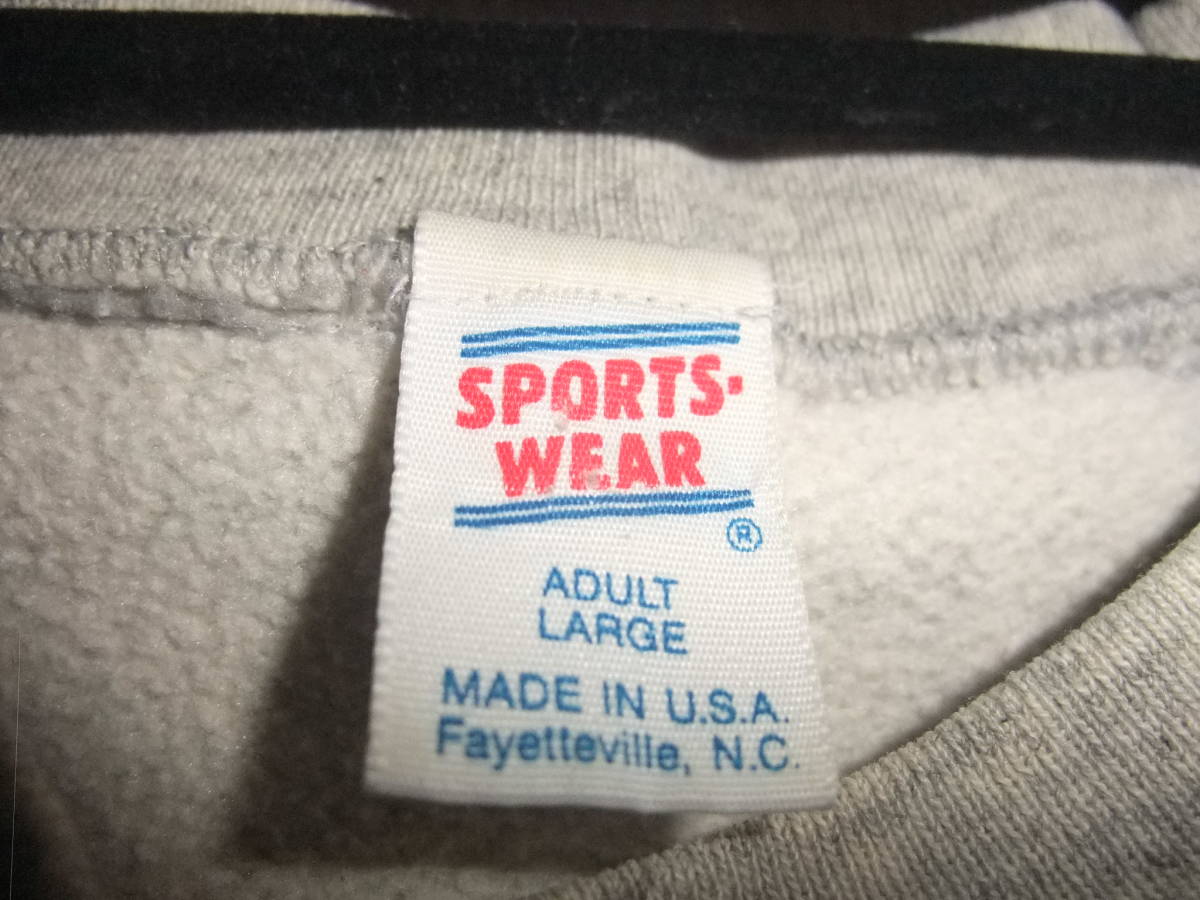 SPORTS-
WEAR
®
ADULT
LARGE
MADE IN U.S.A.
Fayetteville, N.C.